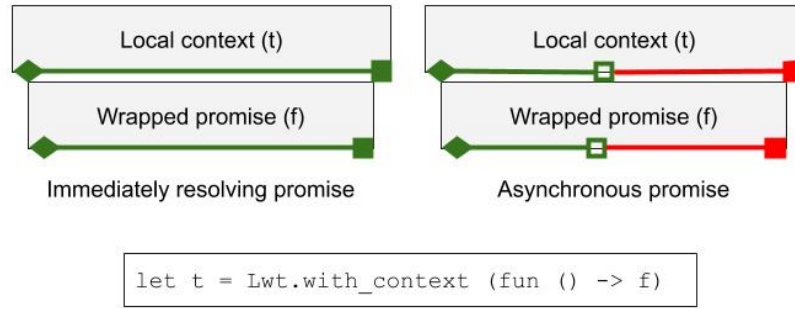 Local context (t)
Wrapped promise (f)
Immediately resolving promise
Local context (t)
Wrapped promise (f)
Asynchronous promise
let t = Lwt.with_context (fun () -> f)